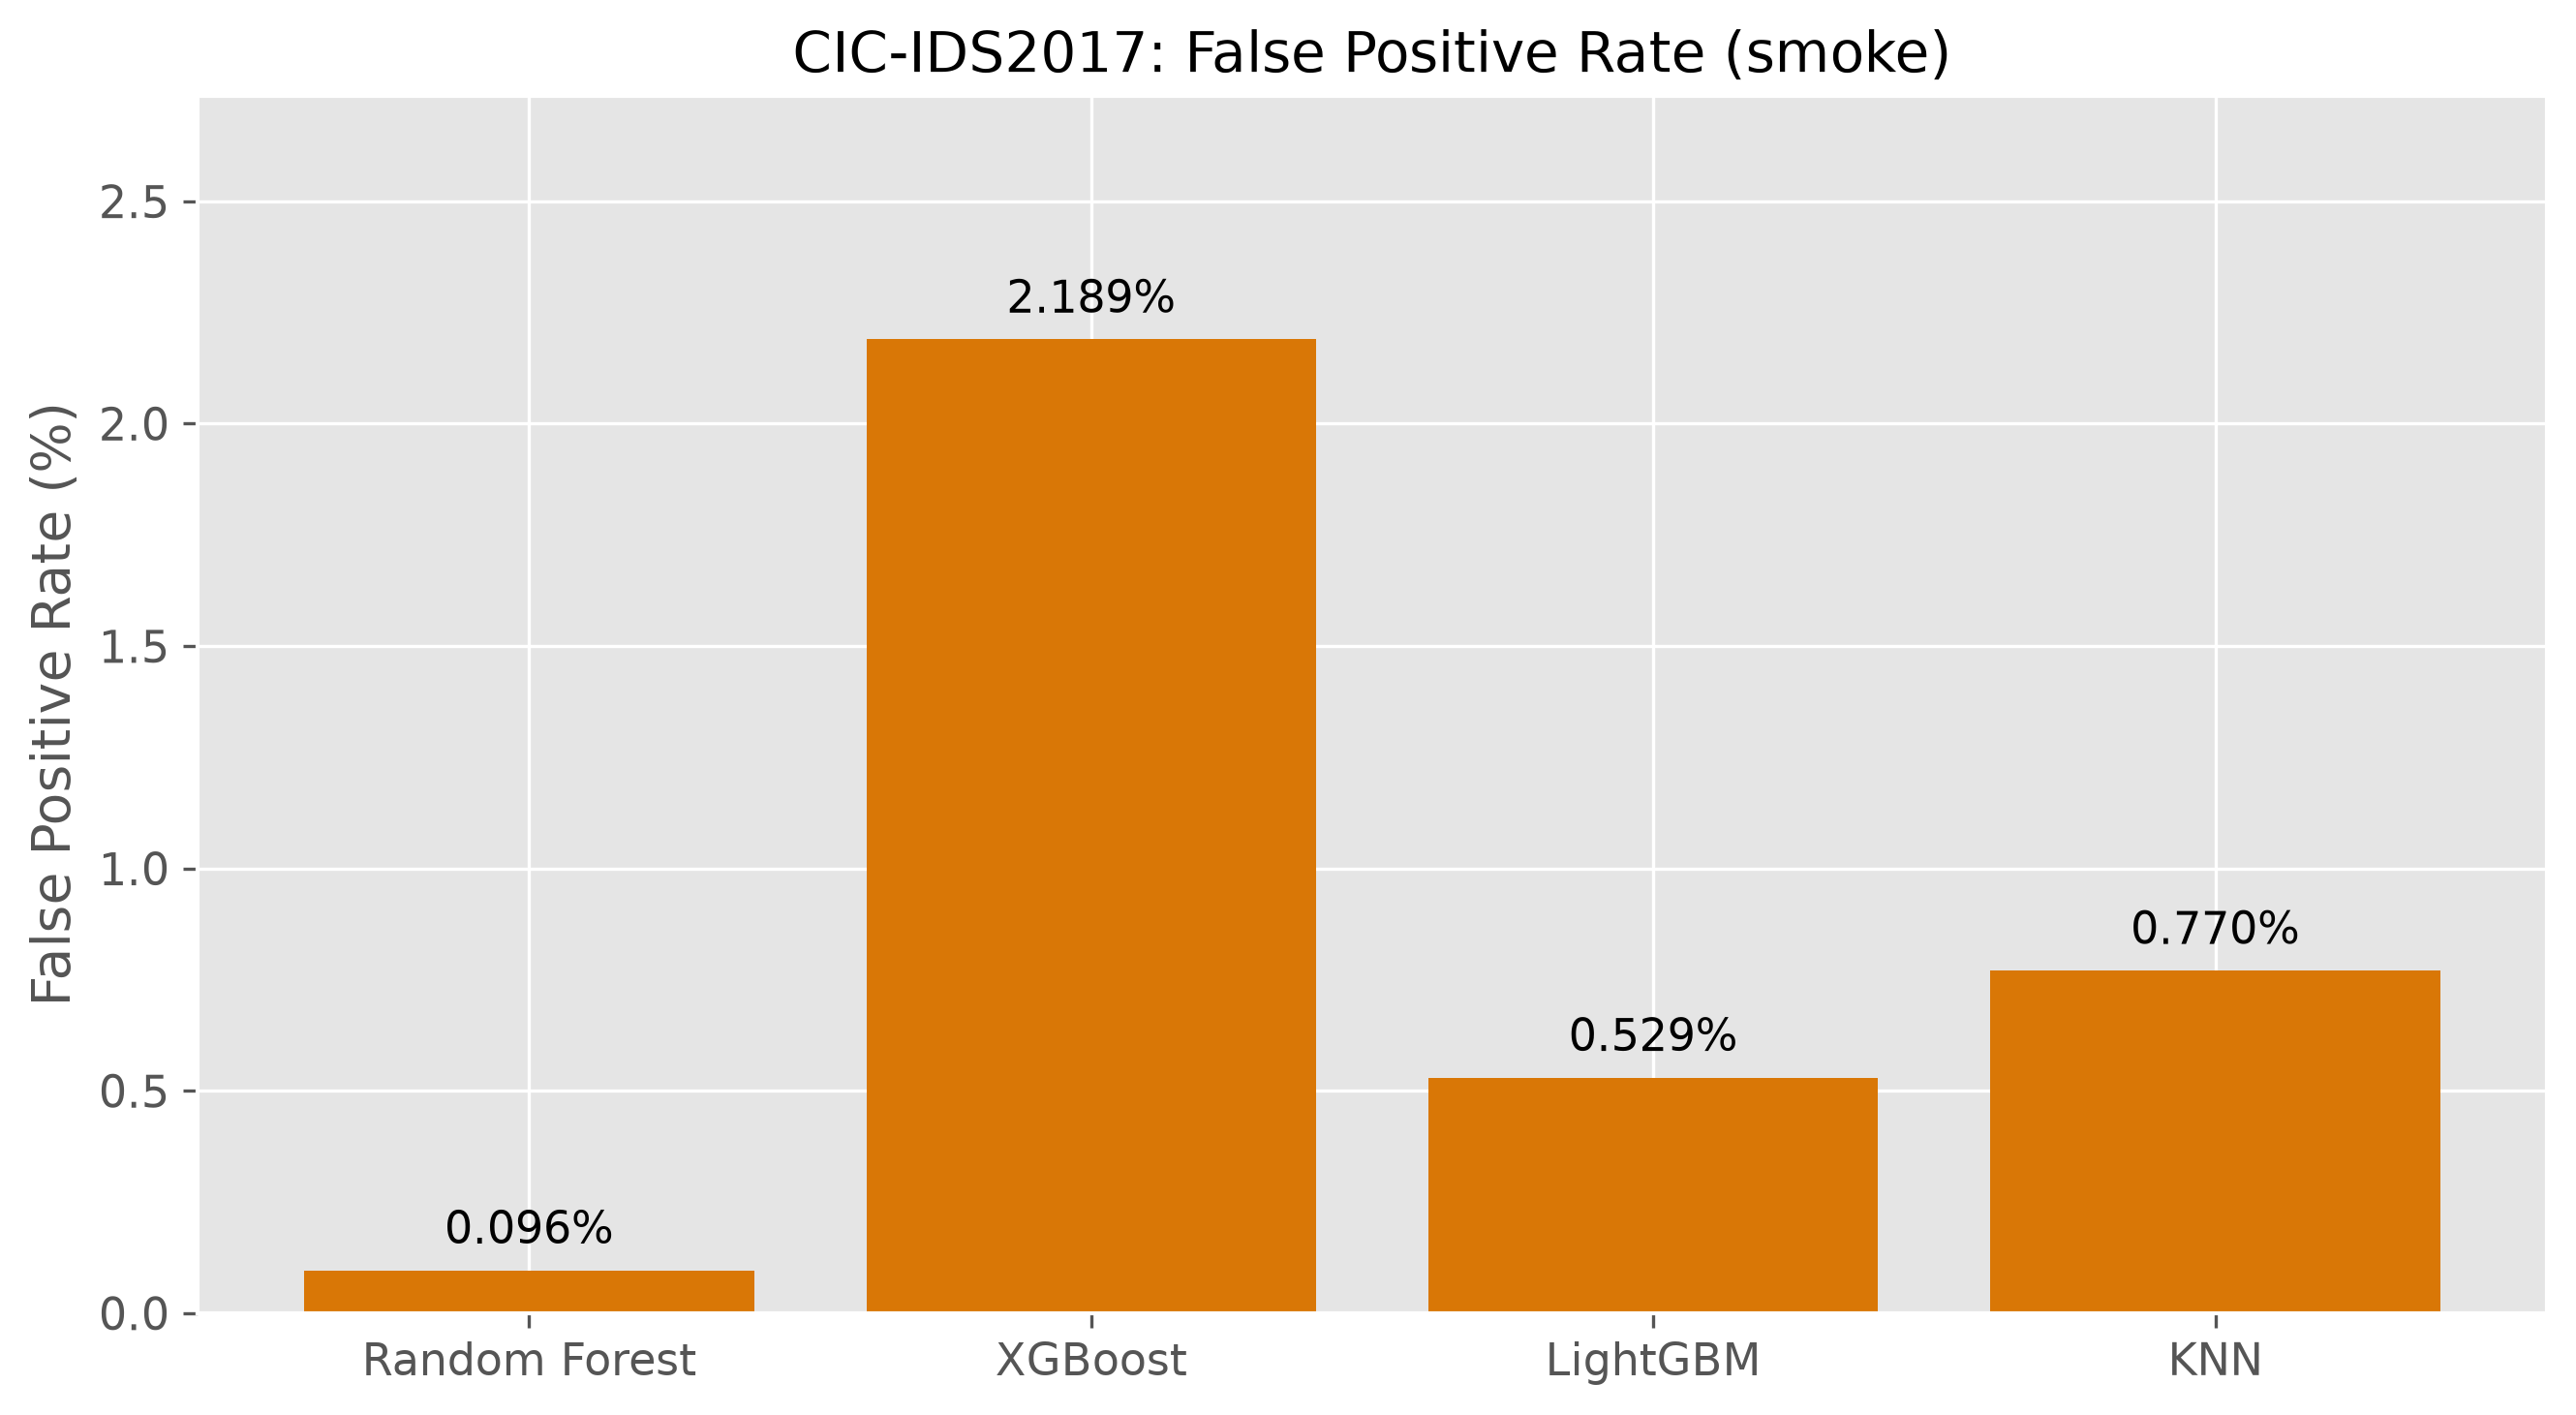 CIC-IDS2017: False Positive Rate (smoke)
False Positive Rate (%)
2.5
2.0
1.5
1.0
0.5
0.0
0.096%
2.189%
0.529%
0.770%
Random Forest
XGBoost
LightGBM
KNN